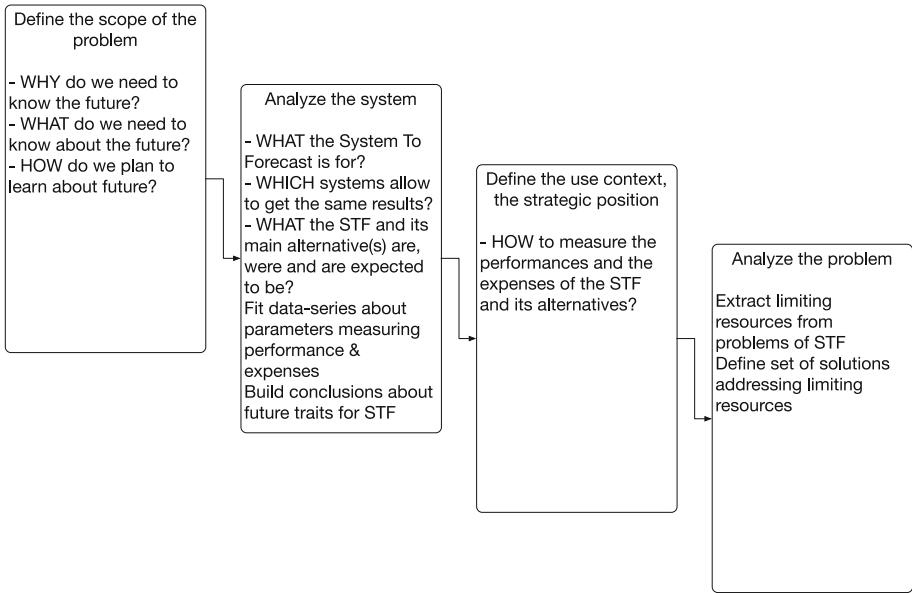 Define the scope of the
problem
- WHY do we need to
know the future?
- WHAT do we need to
know about the future?
- HOW do we plan to
learn about future?
Analyze the system
- WHAT the System To
Forecast is for?
- WHICH systems allow
to get the same results?
- WHAT the STF and its
main alternative(s) are,
were and are expected
to be?
Fit data-series about
parameters measuring
performance &
expenses
Build conclusions about
future traits for STF
Define the use context,
the strategic position
- HOW to measure the
performances and the
expenses of the STF
and its alternatives?
Analyze the problem
Extract limiting
resources from
problems of STF
Define set of solutions
addressing limiting
resources